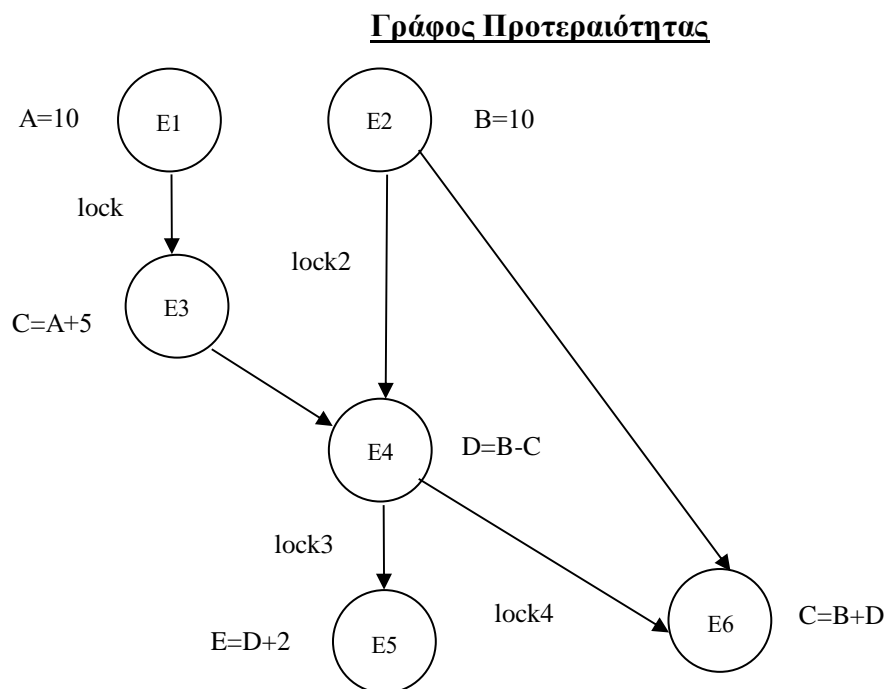 Γράφος Προτεραιότητας
A=10
E1
E2
B=10
lock
lock2
E3
C=A+5
E4
D=B-C
lock3
lock4
E=D+2
E5
E6
C=B+D